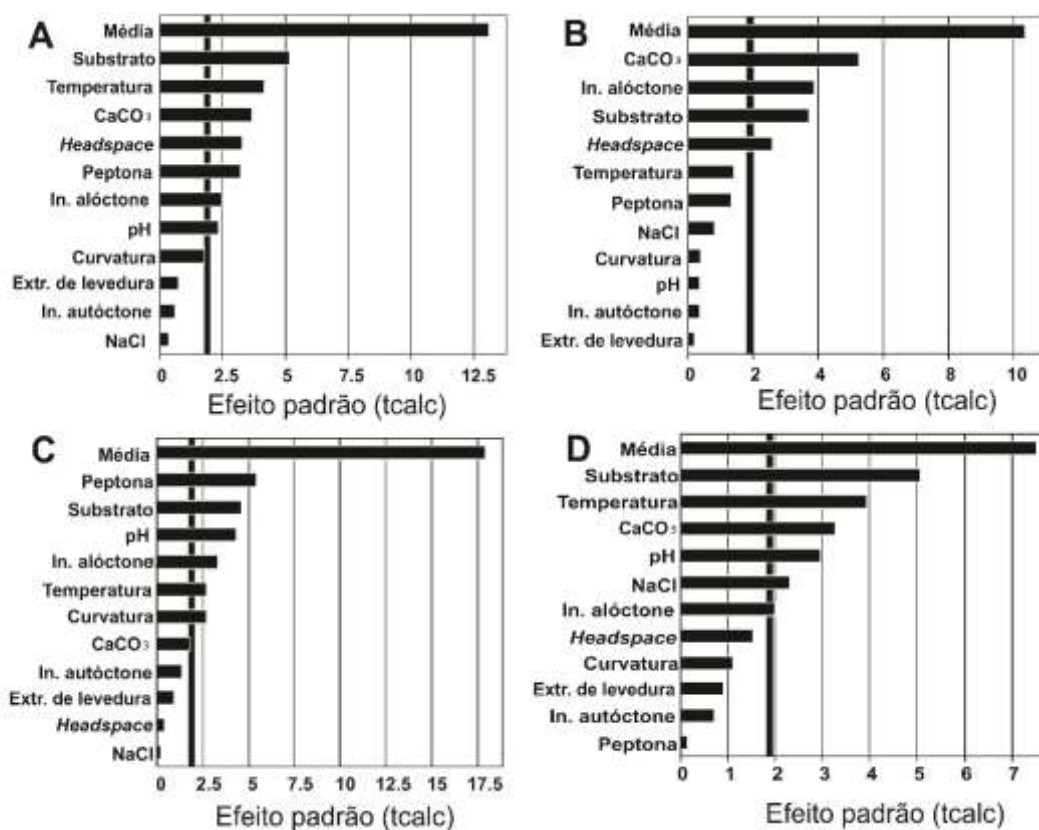 A
Média
Substrato
Temperatura
CaCO₃
Headspace
Peptona
In. alóctone
pH
Curvatura
Extr. de levedura
In. autóctone
NaCl
0 2.5 5 7.5 10 12.5
Efeito padrão (tcalc)
B
Média
CaCO₃
In. alóctone
Substrato
Headspace
Temperatura
Peptona
NaCl
Curvatura
pH
In. autóctone
Extr. de levedura
0 2 4 6 8 10
Efeito padrão (tcalc)
C
Média
Peptona
Substrato
pH
In. alóctone
Temperatura
Curvatura
CaCO₃
In. autóctone
Extr. de levedura
Headspace
NaCl
0 2.5 5 7.5 10 12.5 15 17.5
Efeito padrão (tcalc)
D
Média
Substrato
Temperatura
CaCO₃
pH
NaCl
In. alóctone
Headspace
Curvatura
Extr. de levedura
In. autóctone
Peptona
0 1 2 3 4 5 6 7
Efeito padrão (tcalc)